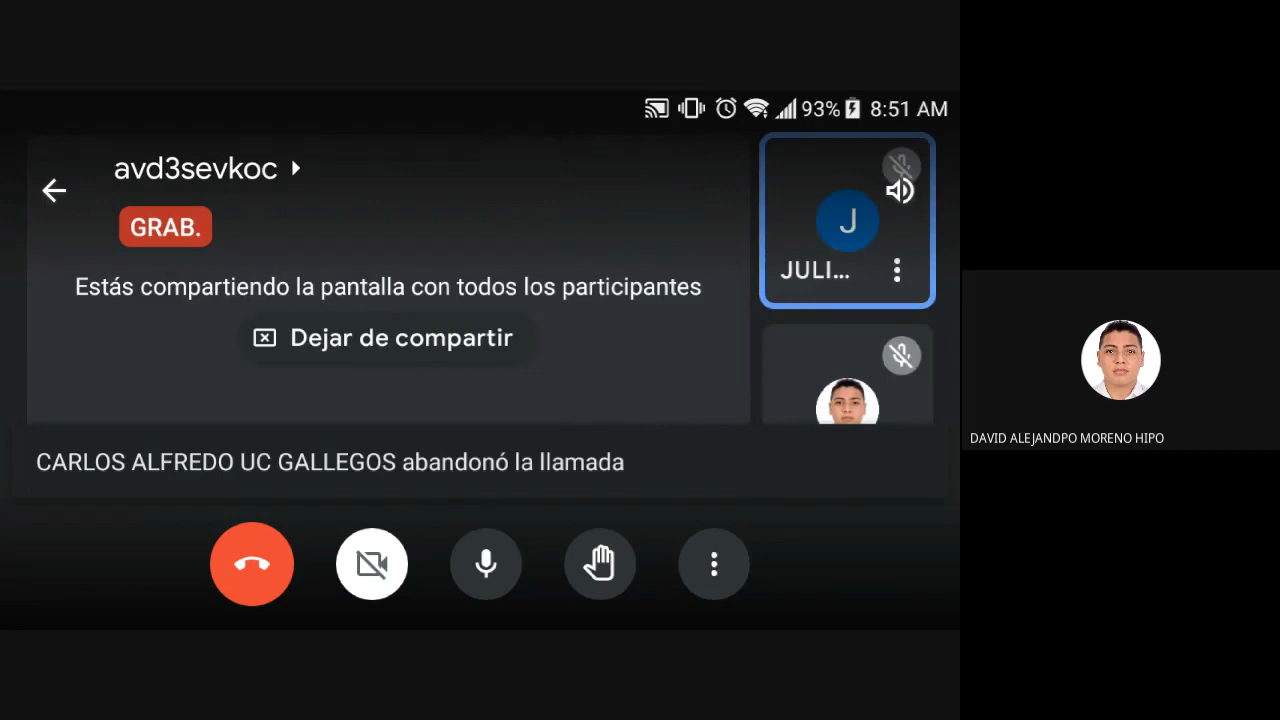 93% 8:51 AM
avd3sevkoc
GRAB.
J
JULI...
Estás compartiendo la pantalla con todos los participantes
Dejar de compartir
CARLOS ALFREDO UC GALLEGOS abandonó la llamada
DAVID ALEJANDPO MORENO HIPO